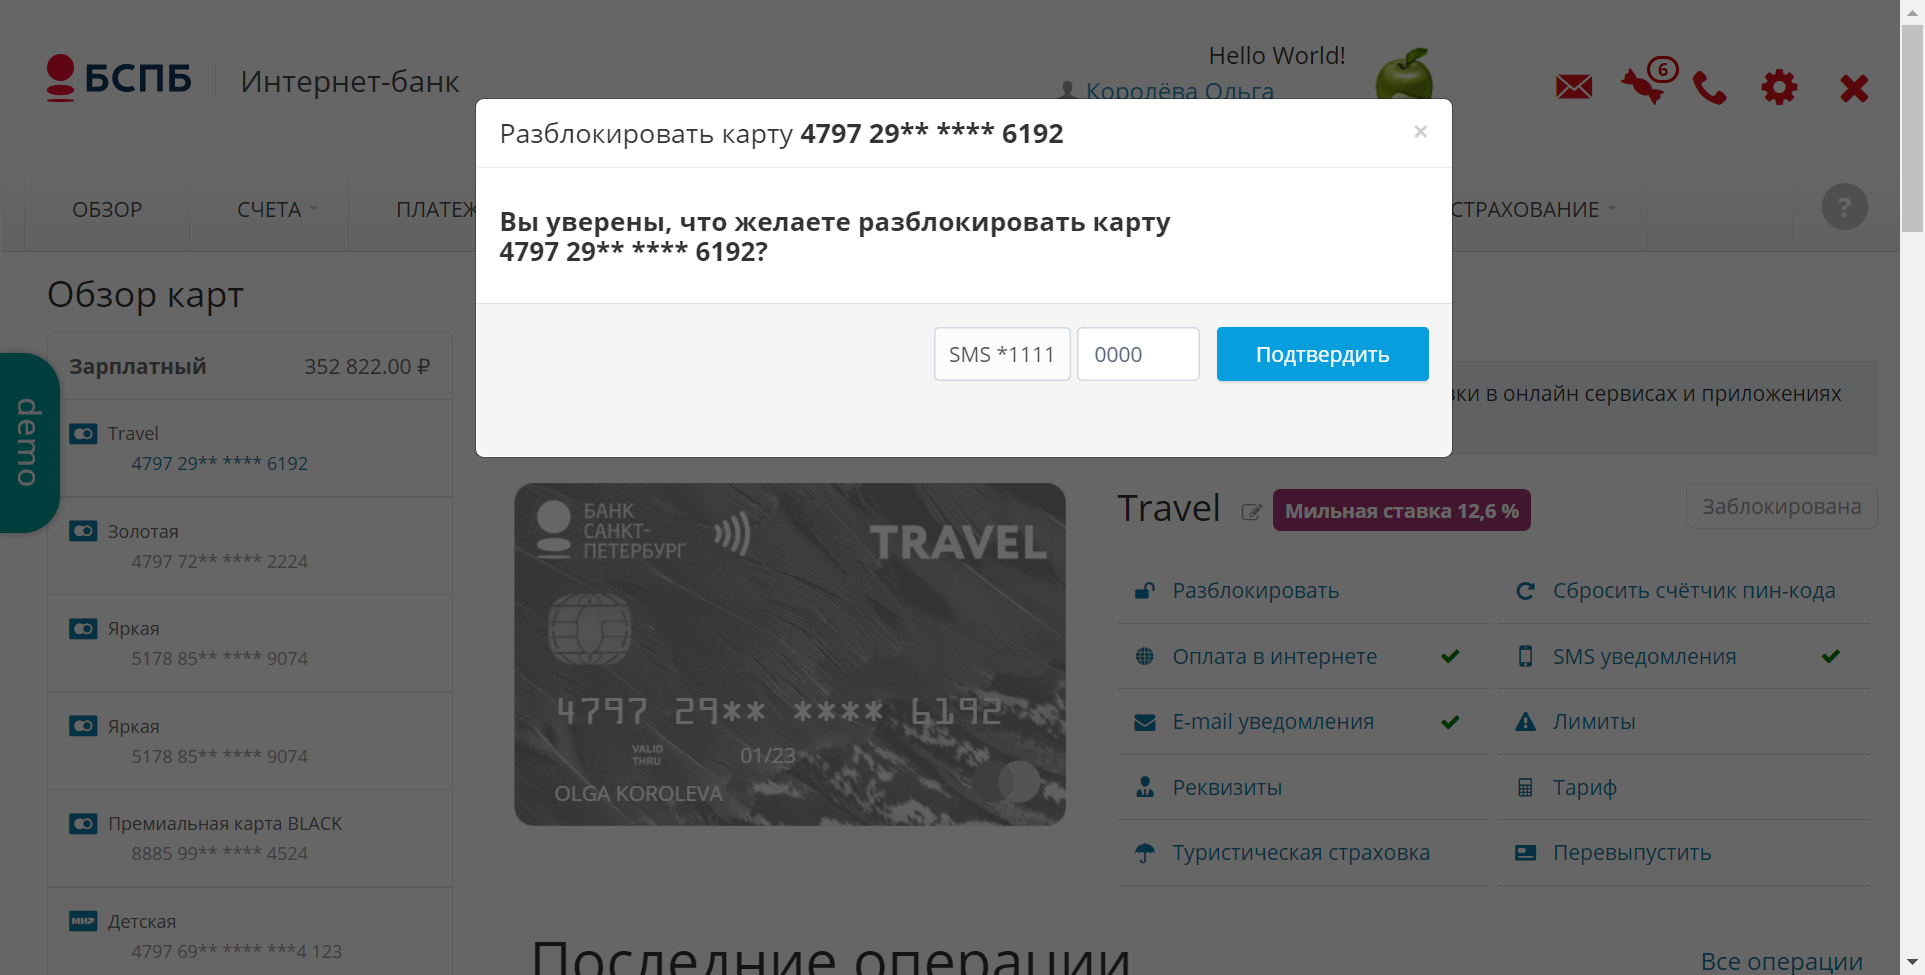 БСПБ
Интернет-банк
Hello World!
Королёва Ольга
6
ОБЗОР
СЧЕТА
ПЛАТЕЖ
СТРАХОВАНИЕ
?
Разблокировать карту 4797 29** **** 6192
×
Вы уверены, что желаете разблокировать карту
4797 29** **** 6192?
SMS *1111
0000
Подтвердить
demo
Обзор карт
Зарплатный
352 822.00 ₽
Travel
4797 29** **** 6192
Золотая
4797 72** **** 2224
Яркая
5178 85** **** 9074
Яркая
5178 85** **** 9074
Премиальная карта BLACK
8885 99** **** 4524
МИР
Детская
4797 69** **** ***4 123
в онлайн сервисах и приложениях
БАНК
САНКТ-
ПЕТЕРБУРГ
TRAVEL
4797 29** **** 6192
VALID
THRU
01/23
OLGA KOROLEVA
Travel
Мильная ставка 12,6 %
Заблокирована
Разблокировать
Сбросить счётчик пин-кода
Оплата в интернете
SMS уведомления
E-mail уведомления
Лимиты
Реквизиты
Тариф
Туристическая страховка
Перевыпустить
Последние операции
Все операции